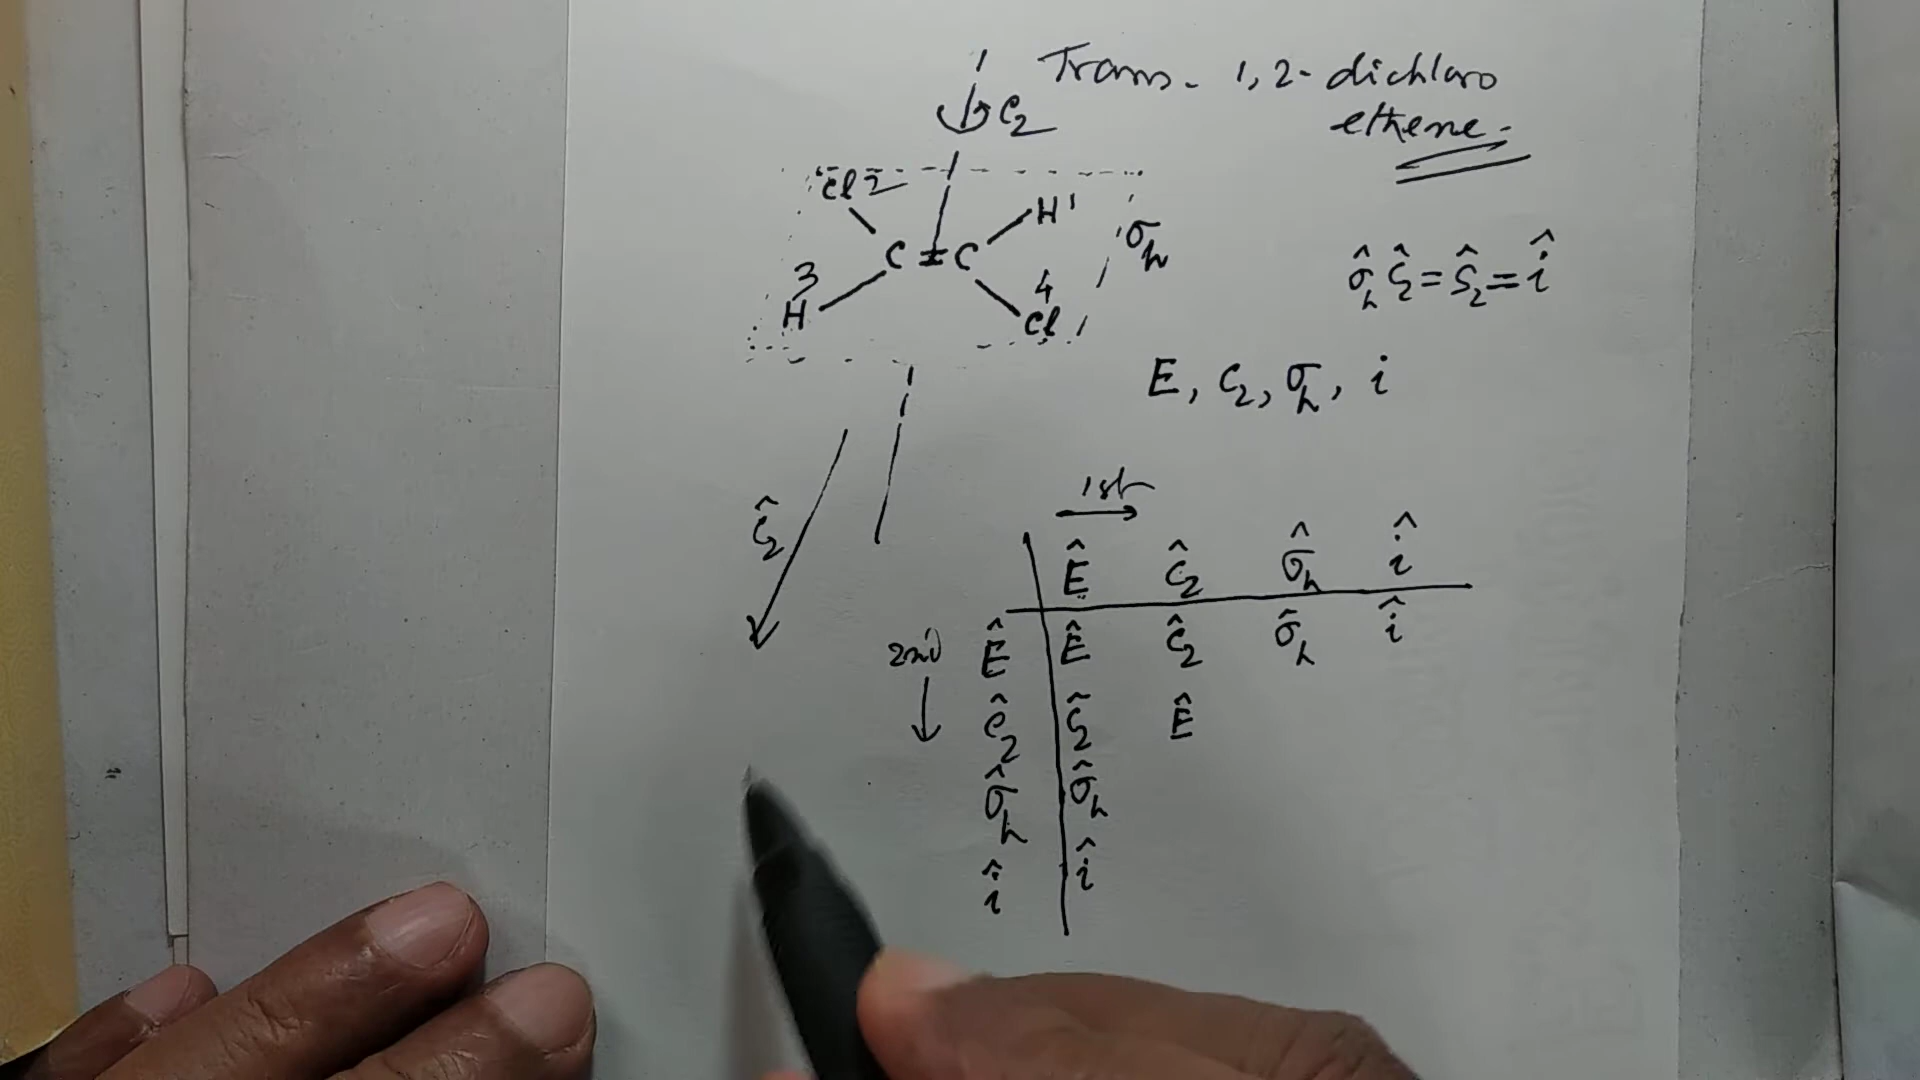 Trans- 1,2-dichloro
ethene-
C₂
Cl 2
H 1
C = C
σₕ
3
H
4
Cl
σ̂ₕ Ĉ₂ = Ŝ₂ = î
E, C₂, σₕ, i
Ĉ₂
1st
Ê Ĉ₂ σ̂ₕ î
2nd Ê Ê Ĉ₂ σ̂ₕ î
Ĉ₂ Ĉ₂ Ê
σ̂ₕ σ̂ₕ
î î